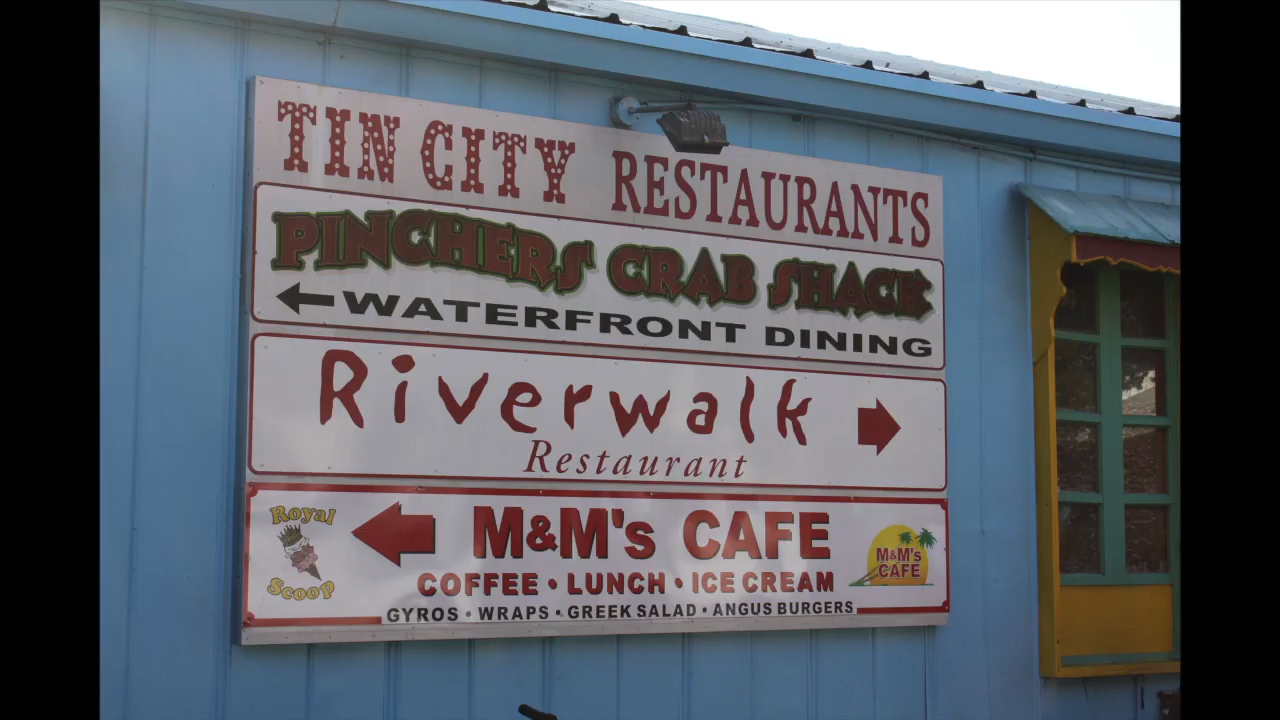 TIN CITY RESTAURANTS
PINCHERS CRAB SHACK
WATERFRONT DINING
Riverwalk
Restaurant
Royal
Scoop
M&M's CAFE
COFFEE • LUNCH • ICE CREAM
GYROS • WRAPS • GREEK SALAD • ANGUS BURGERS
M&M's
CAFE